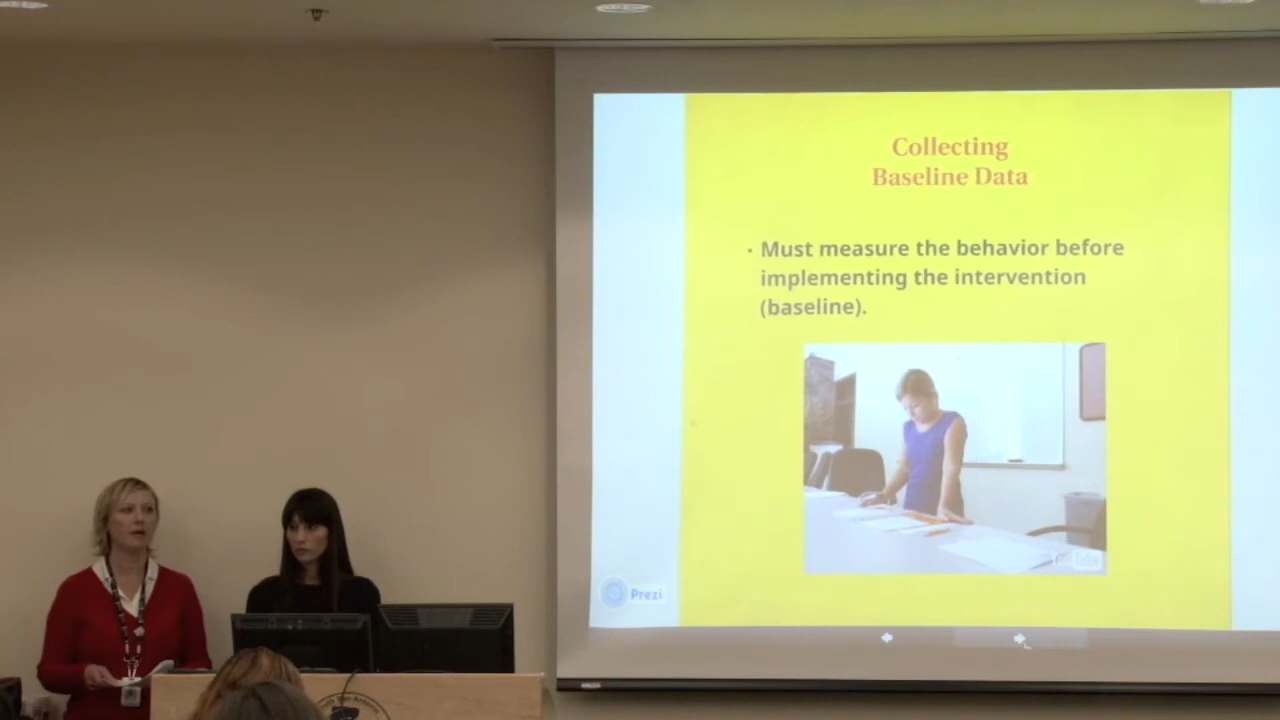 Collecting
Baseline Data
· Must measure the behavior before
implementing the intervention
(baseline).
Prezi